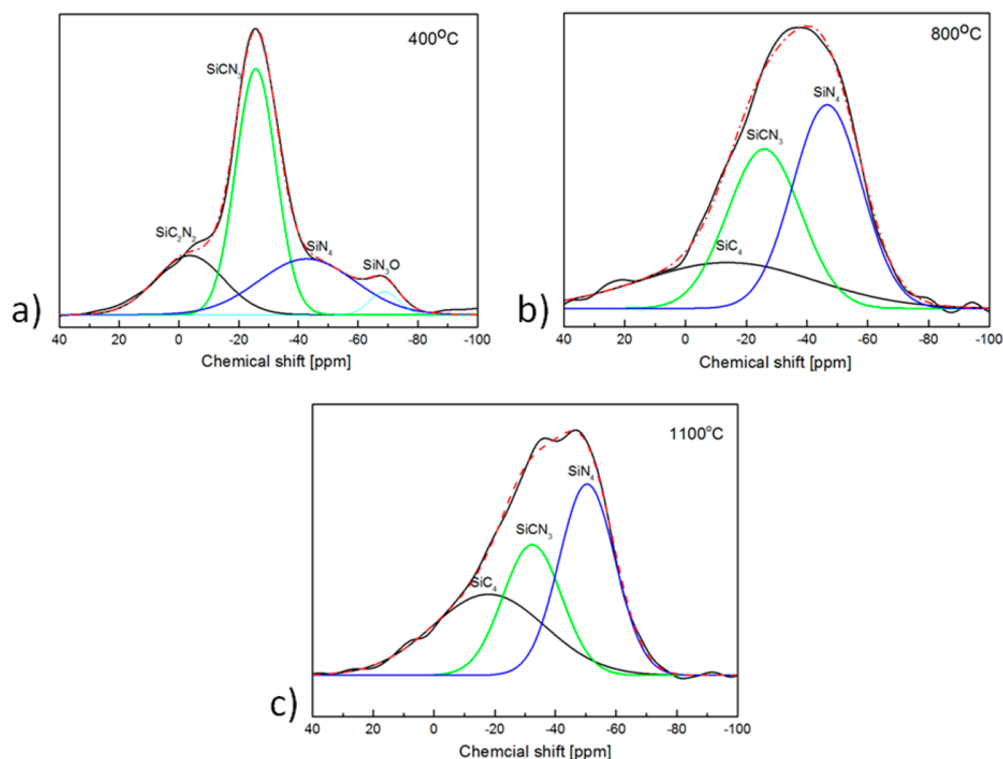 400°C
SiCN₃
SiC₂N₂
SiN₄
SiN₃O
a)
40 20 0 -20 -40 -60 -80 -100
Chemical shift [ppm]
800°C
SiN₄
SiCN₃
SiC₄
b)
40 20 0 -20 -40 -60 -80 -100
Chemical shift [ppm]
1100°C
SiN₄
SiCN₃
SiC₄
c)
40 20 0 -20 -40 -60 -80 -100
Chemcial shift [ppm]